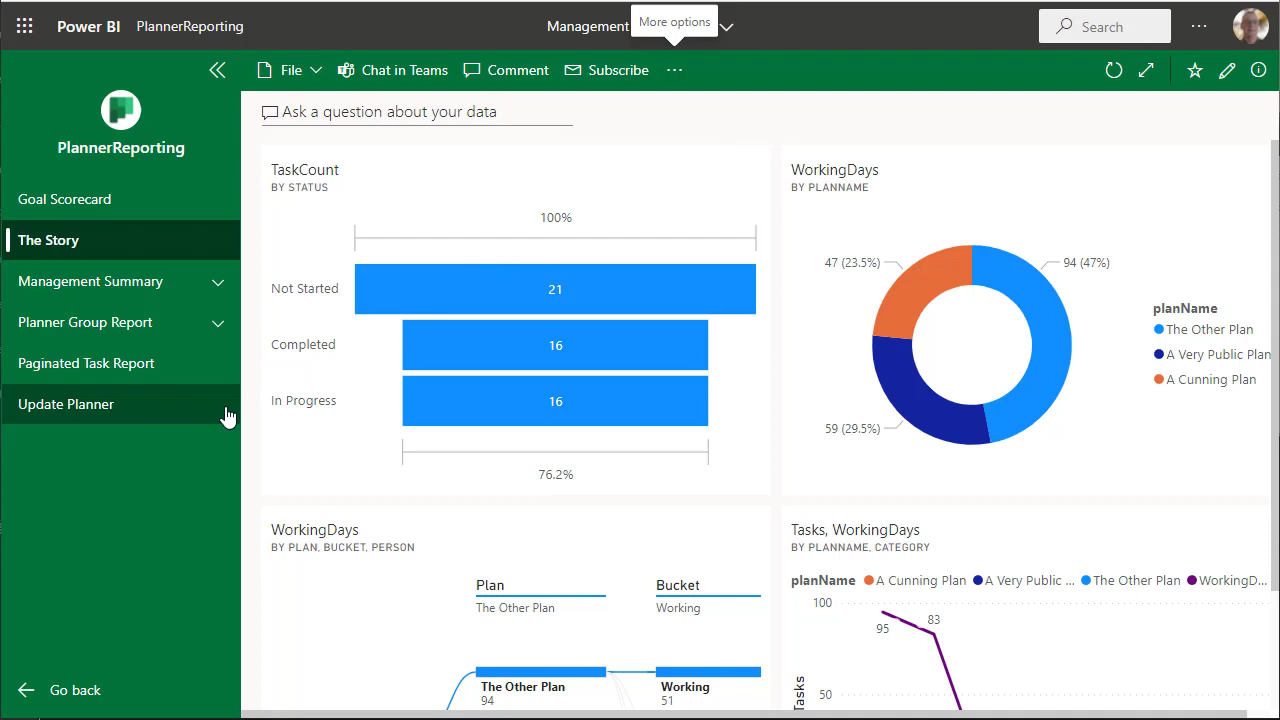 Power BI PlannerReporting
Management
More options
Search
File Chat in Teams Comment Subscribe
PlannerReporting
Goal Scorecard
The Story
Management Summary
Planner Group Report
Paginated Task Report
Update Planner
Go back
Ask a question about your data
TaskCount
BY STATUS
100%
Not Started 21
Completed 16
In Progress 16
76.2%
WorkingDays
BY PLANNAME
47 (23.5%)
94 (47%)
59 (29.5%)
planName
The Other Plan
A Very Public Plan
A Cunning Plan
WorkingDays
BY PLAN, BUCKET, PERSON
Plan Bucket
The Other Plan Working
The Other Plan Working
94 51
Tasks, WorkingDays
BY PLANNAME, CATEGORY
planName A Cunning Plan A Very Public ... The Other Plan WorkingD...
100
95
83
50
Tasks